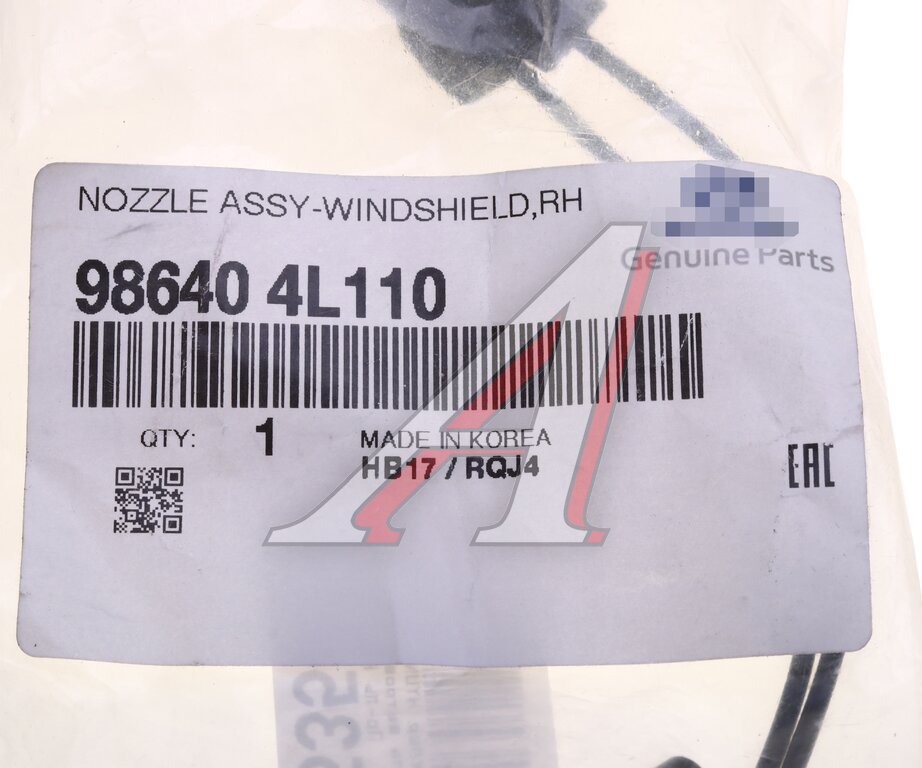 NOZZLE ASSY-WINDSHIELD,RH
Genuine Parts
98640 4L110
QTY: 1
MADE IN KOREA
HB17 / RQJ4
EAC